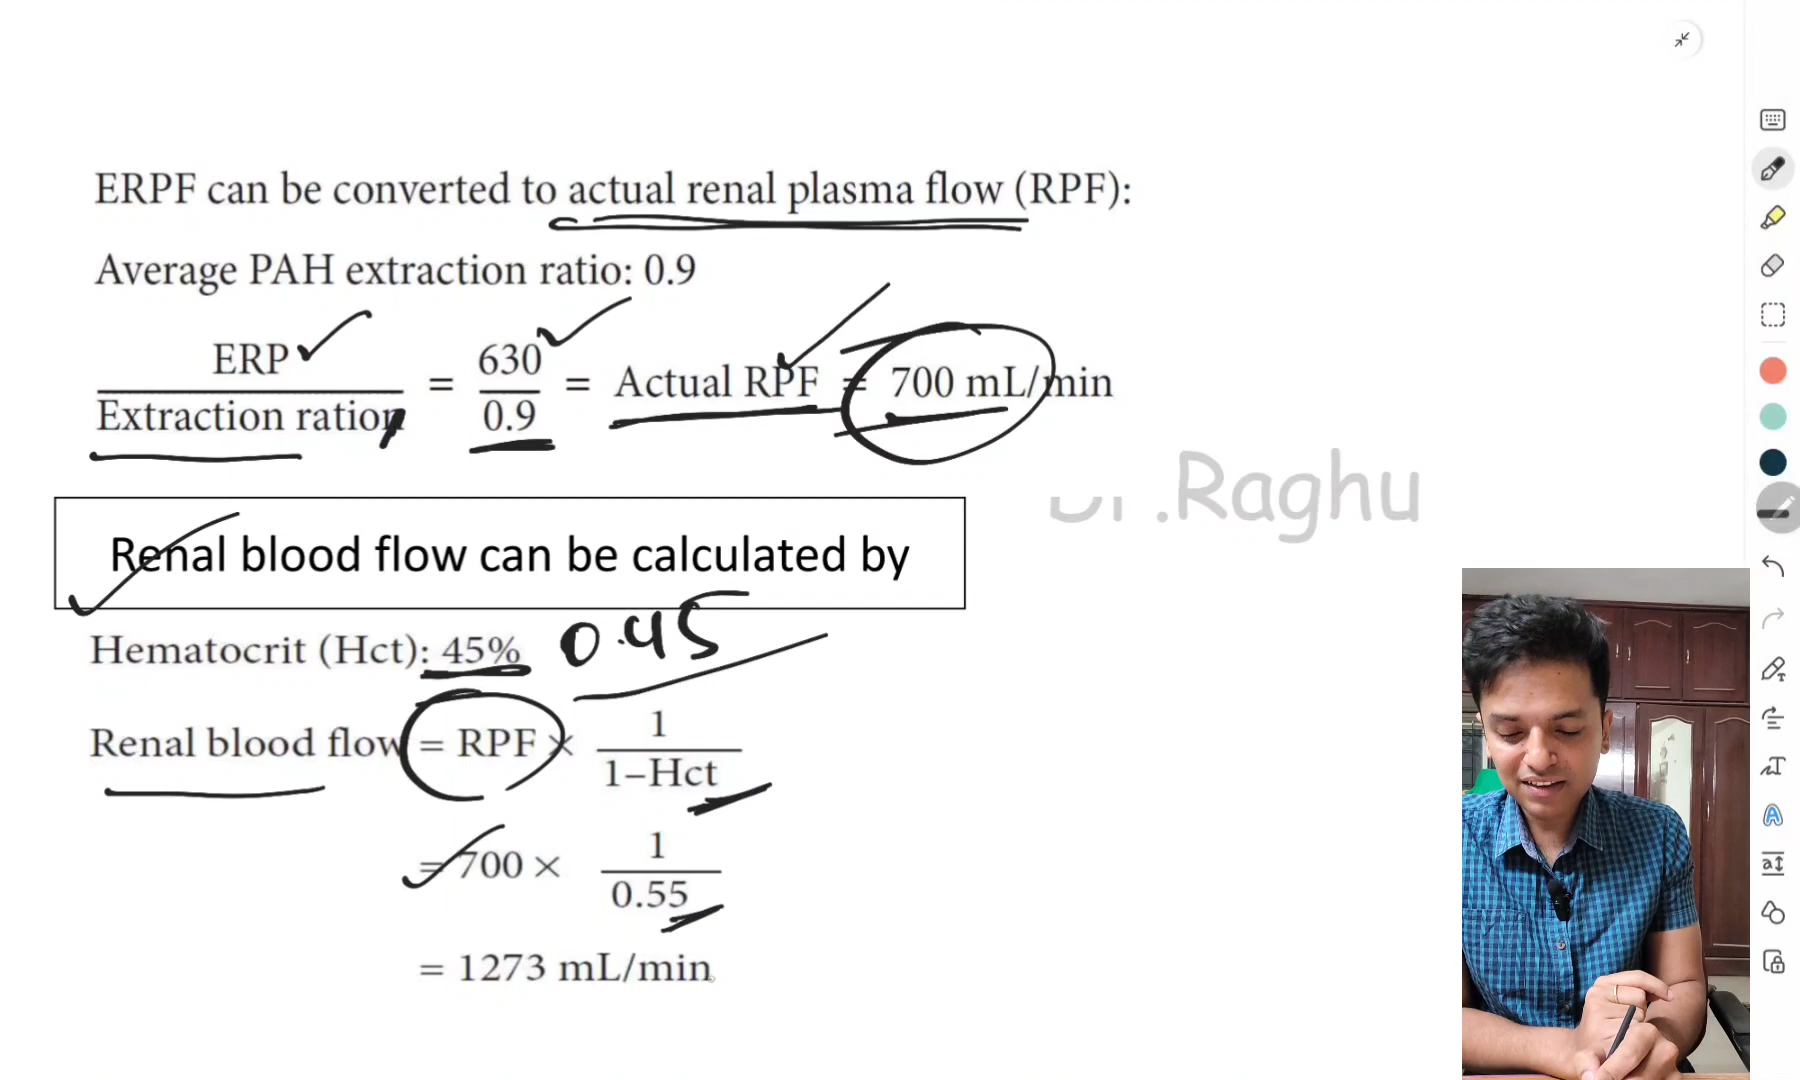 ERPF can be converted to actual renal plasma flow (RPF):
Average PAH extraction ratio: 0.9
ERP / Extraction ration = 630 / 0.9 = Actual RPF = 700 mL/min
.Raghu
Renal blood flow can be calculated by
Hematocrit (Hct): 45% 0.45
Renal blood flow = RPF × 1 / 1–Hct
= 700 × 1 / 0.55
= 1273 mL/min